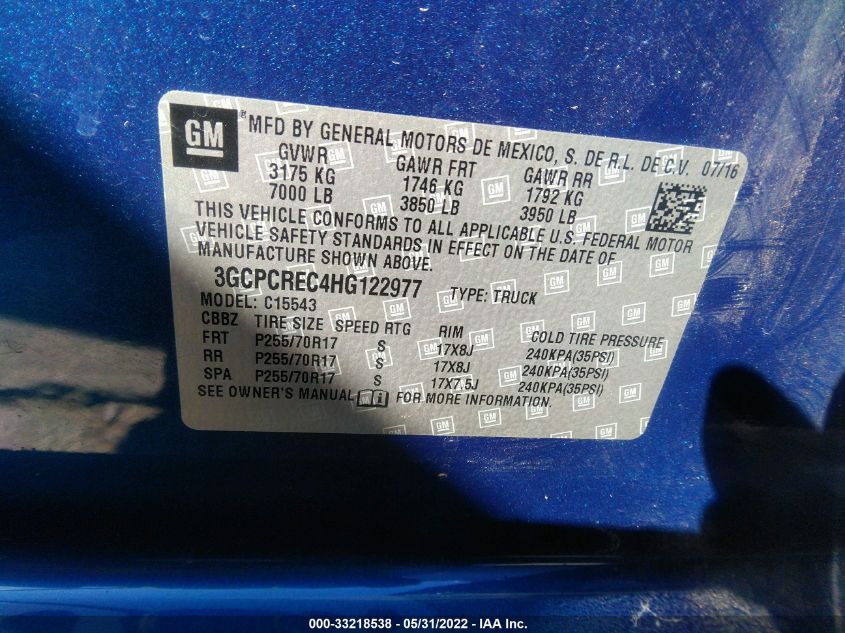 GM ® MFD BY GENERAL MOTORS DE MEXICO, S. DE R.L. DE C.V. 07/16
GVWR GAWR FRT GAWR RR
3175 KG 1746 KG 1792 KG
7000 LB 3850 LB 3950 LB
THIS VEHICLE CONFORMS TO ALL APPLICABLE U.S. FEDERAL MOTOR
VEHICLE SAFETY STANDARDS IN EFFECT ON THE DATE OF
MANUFACTURE SHOWN ABOVE.
3GCPCREC4HG122977 TYPE: TRUCK
MODEL: C15543
CBBZ TIRE SIZE SPEED RTG RIM COLD TIRE PRESSURE
FRT P255/70R17 S 17X8J 240KPA(35PSI)
RR P255/70R17 S 17X8J 240KPA(35PSI)
SPA P255/70R17 S 17X7.5J 240KPA(35PSI)
SEE OWNER'S MANUAL FOR MORE INFORMATION.
000-33218538 - 05/31/2022 - IAA Inc.